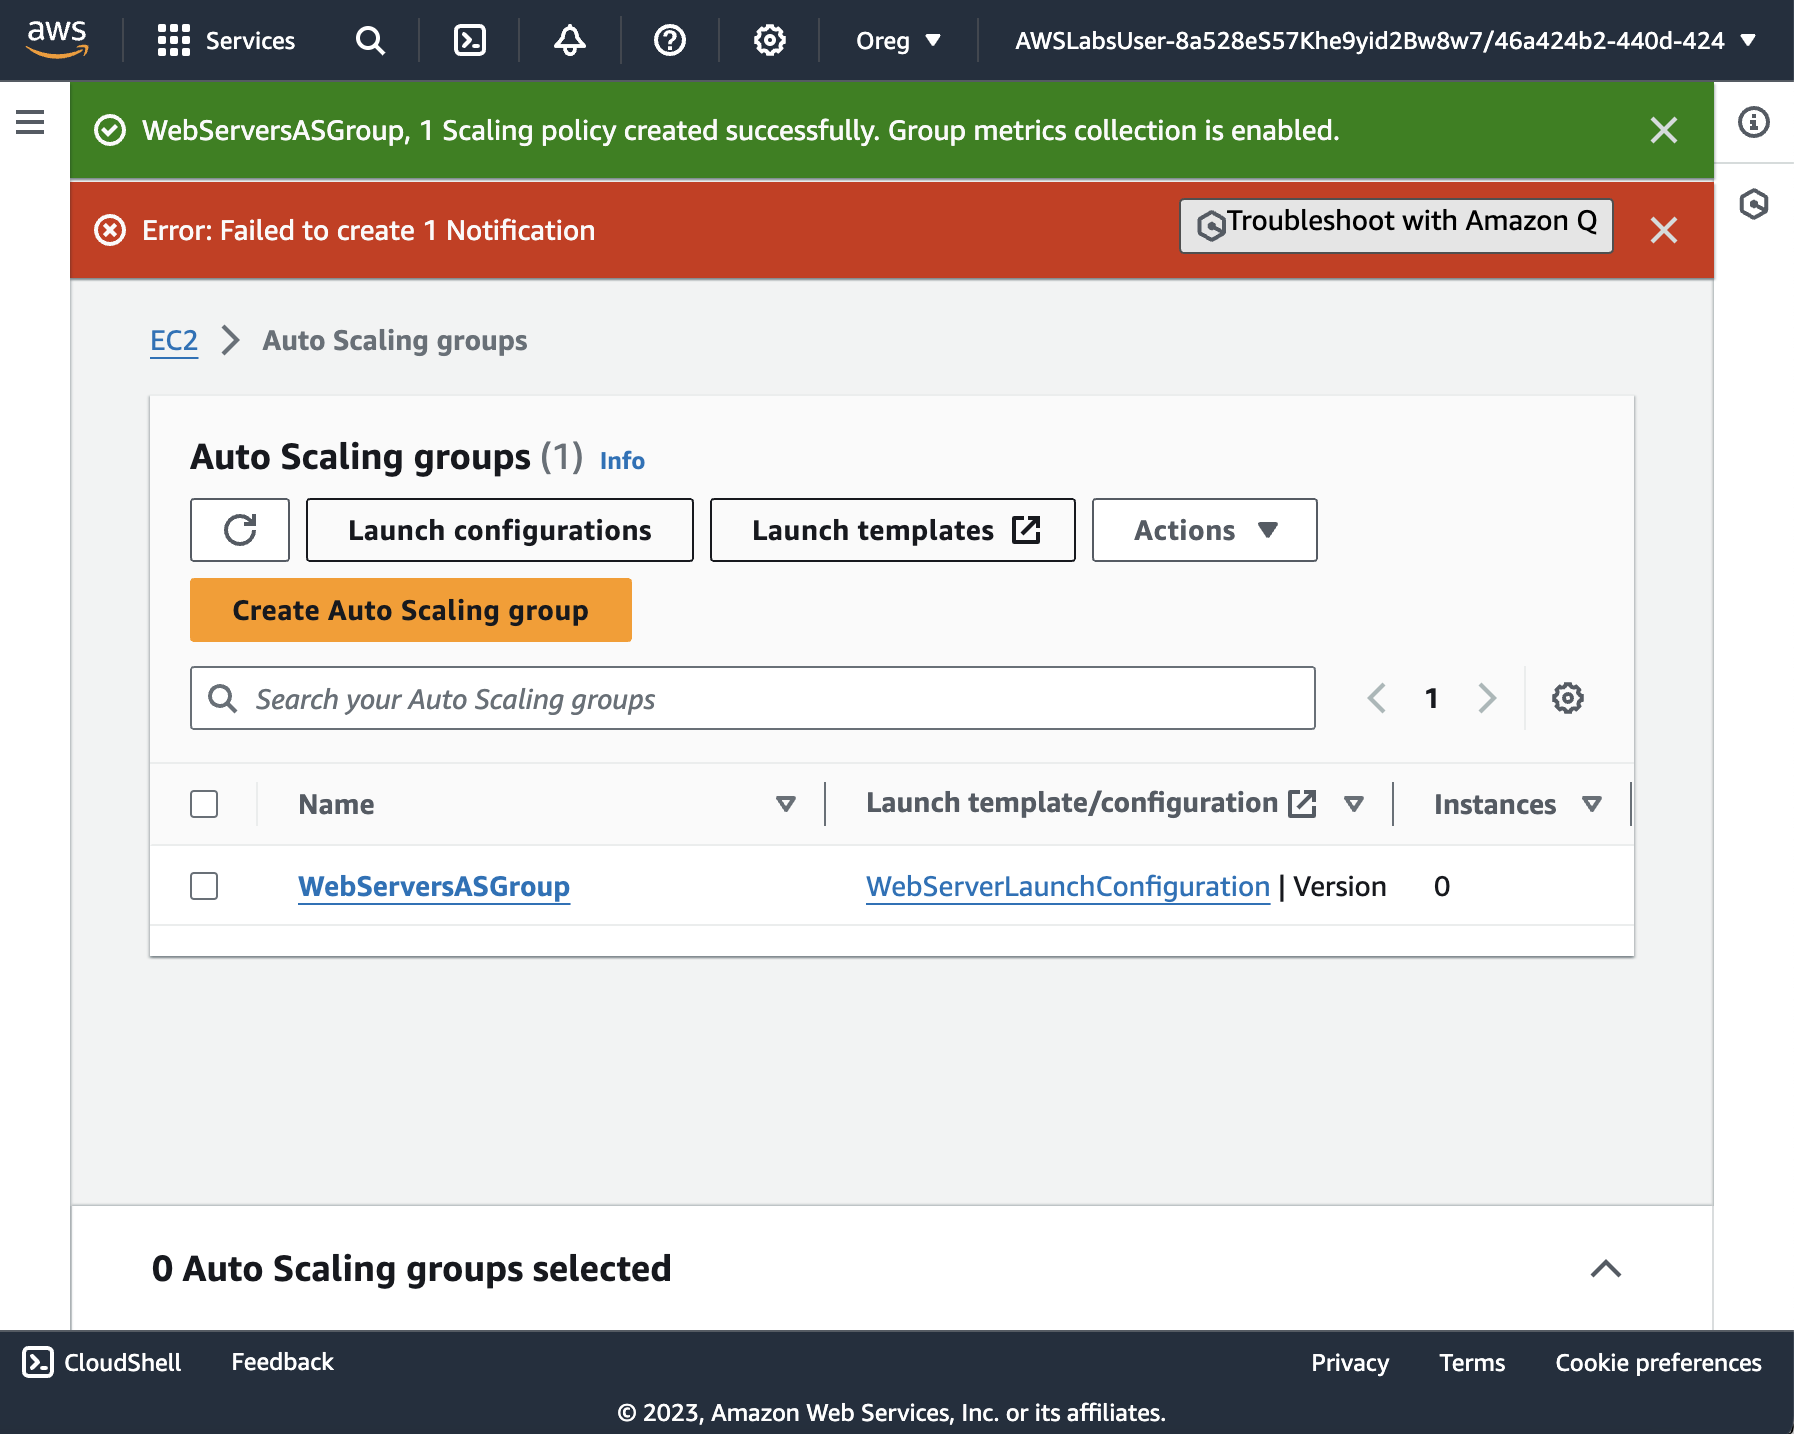 aws Services Oreg AWSLabsUser-8a528eS57Khe9yid2Bw8w7/46a424b2-440d-424
WebServersASGroup, 1 Scaling policy created successfully. Group metrics collection is enabled.
Error: Failed to create 1 Notification Troubleshoot with Amazon Q
EC2 Auto Scaling groups
Auto Scaling groups (1) Info
Launch configurations Launch templates Actions
Create Auto Scaling group
Search your Auto Scaling groups 1
Name Launch template/configuration Instances
WebServersASGroup WebServerLaunchConfiguration | Version 0
0 Auto Scaling groups selected
CloudShell Feedback Privacy Terms Cookie preferences
© 2023, Amazon Web Services, Inc. or its affiliates.